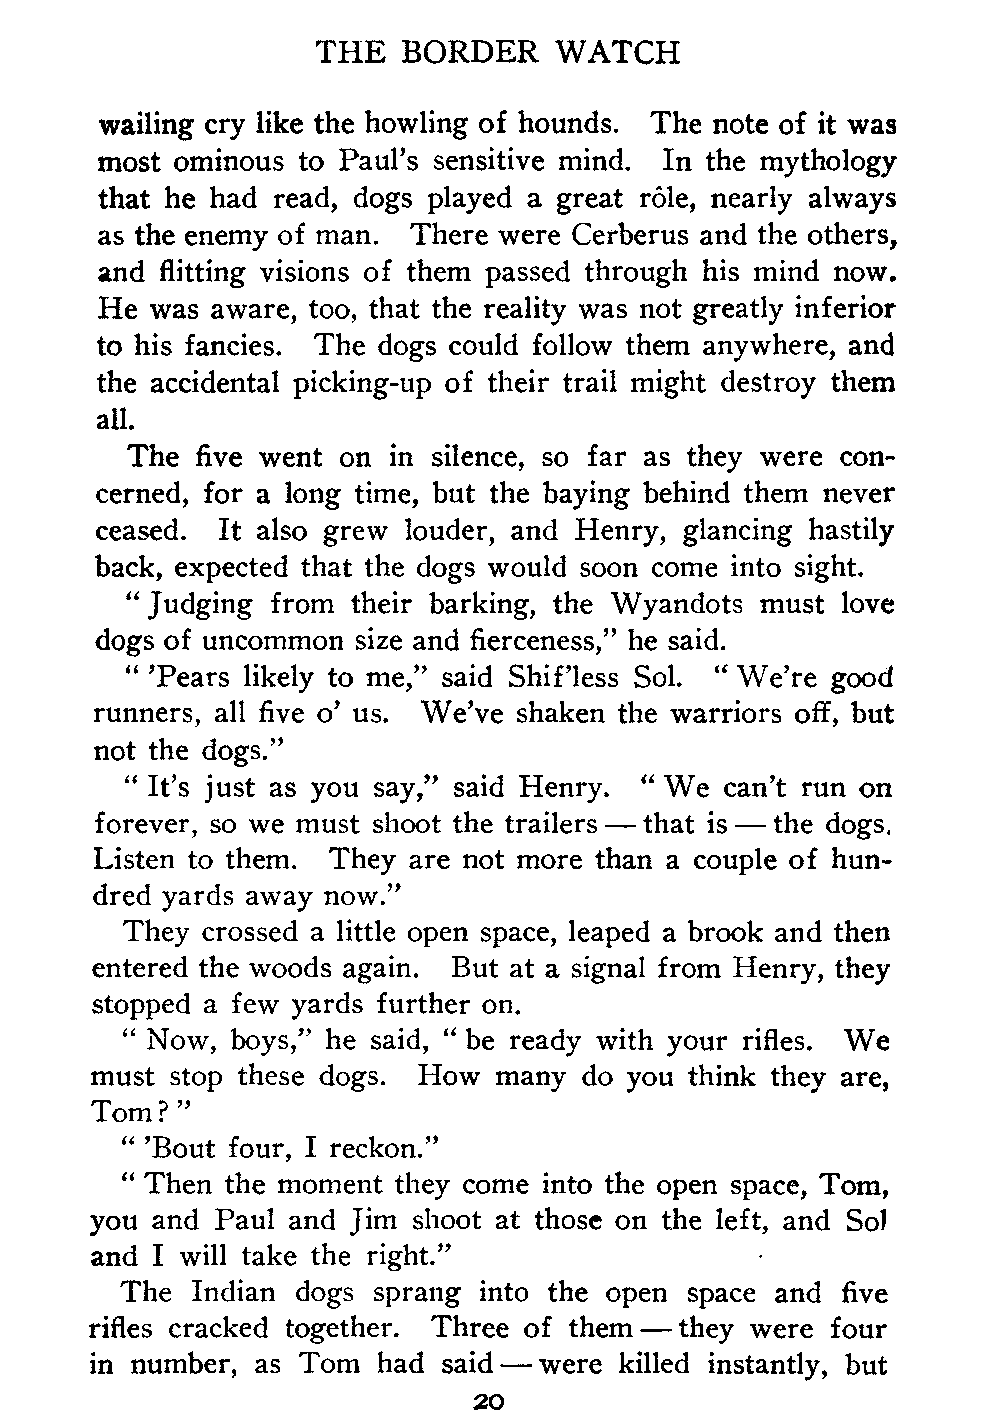 THE BORDER WATCH
wailing cry like the howling of hounds. The note of it was
most ominous to Paul's sensitive mind. In the mythology
that he had read, dogs played a great rôle, nearly always
as the enemy of man. There were Cerberus and the others,
and flitting visions of them passed through his mind now.
He was aware, too, that the reality was not greatly inferior
to his fancies. The dogs could follow them anywhere, and
the accidental picking-up of their trail might destroy them
all.
The five went on in silence, so far as they were con-
cerned, for a long time, but the baying behind them never
ceased. It also grew louder, and Henry, glancing hastily
back, expected that the dogs would soon come into sight.
" Judging from their barking, the Wyandots must love
dogs of uncommon size and fierceness," he said.
" 'Pears likely to me," said Shif'less Sol. " We're good
runners, all five o' us. We've shaken the warriors off, but
not the dogs."
" It's just as you say," said Henry. " We can't run on
forever, so we must shoot the trailers — that is — the dogs.
Listen to them. They are not more than a couple of hun-
dred yards away now."
They crossed a little open space, leaped a brook and then
entered the woods again. But at a signal from Henry, they
stopped a few yards further on.
" Now, boys," he said, " be ready with your rifles. We
must stop these dogs. How many do you think they are,
Tom? "
" 'Bout four, I reckon."
" Then the moment they come into the open space, Tom,
you and Paul and Jim shoot at those on the left, and Sol
and I will take the right."
The Indian dogs sprang into the open space and five
rifles cracked together. Three of them — they were four
in number, as Tom had said — were killed instantly, but
20